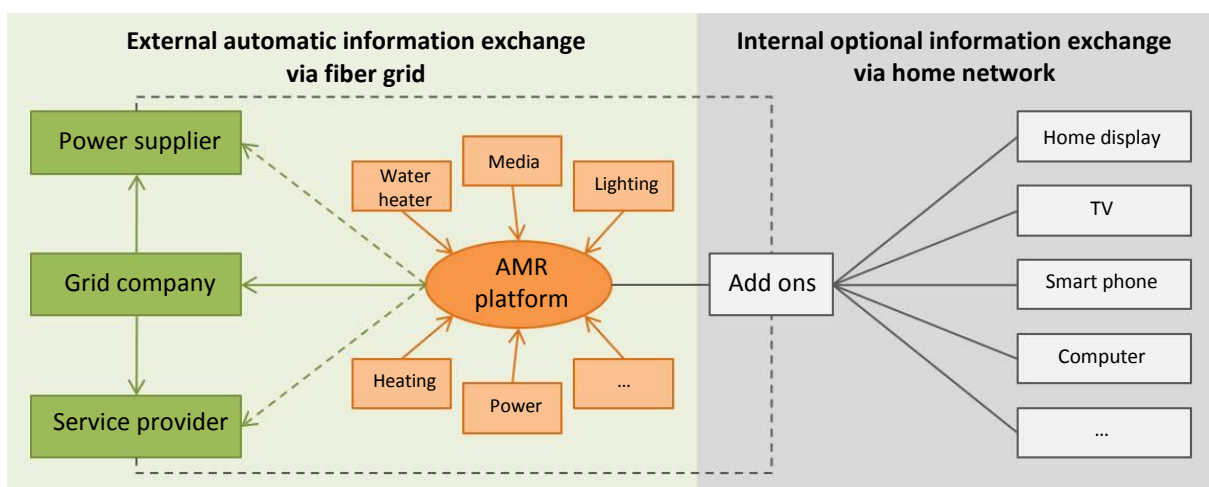 External automatic information exchange
via fiber grid
Internal optional information exchange
via home network
Power supplier
Grid company
Service provider
Water
heater
Media
Lighting
AMR
platform
Heating
Power
...
Add ons
Home display
TV
Smart phone
Computer
...